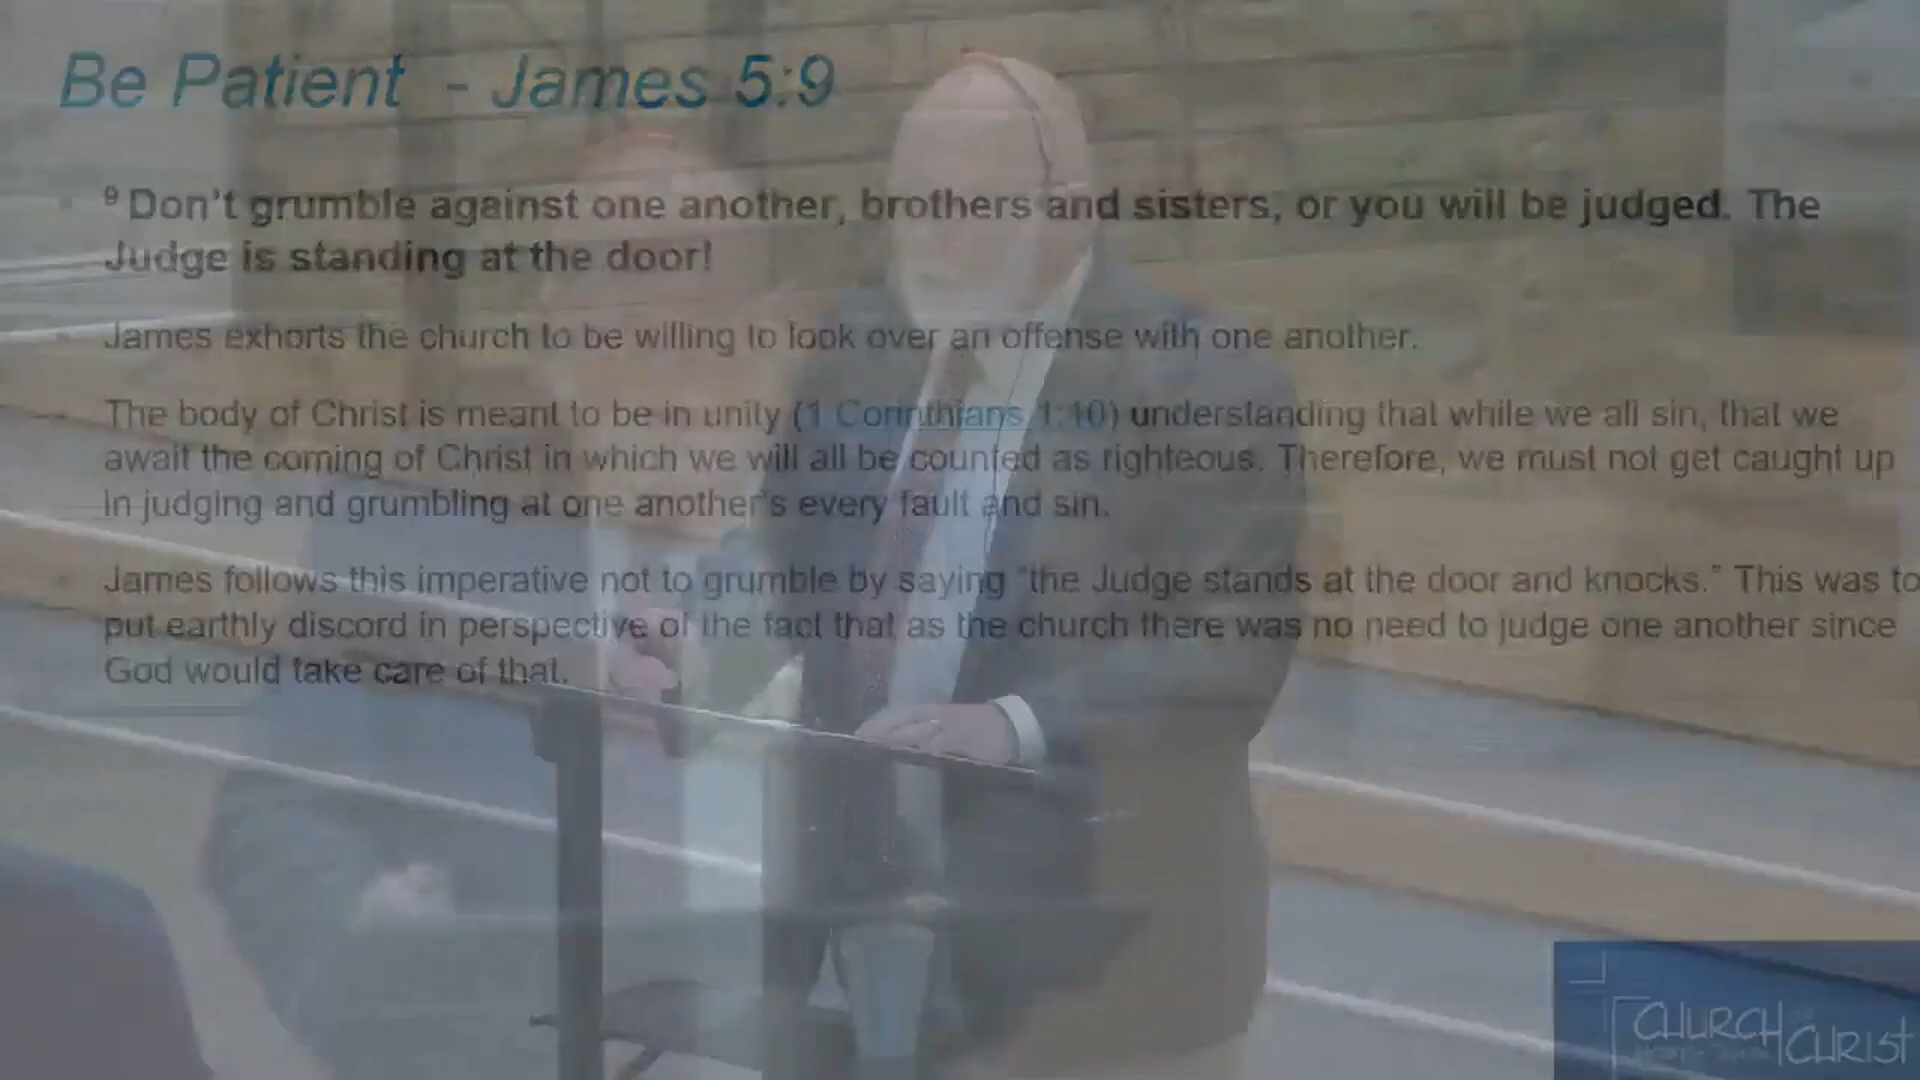 Be Patient - James 5:9
⁹ Don't grumble against one another, brothers and sisters, or you will be judged. The
Judge is standing at the door!
James exhorts the church to be willing to look over an offense with one another.
The body of Christ is meant to be in unity (1 Corinthians 1:10) understanding that while we all sin, that we
await the coming of Christ in which we will all be counted as righteous. Therefore, we must not get caught up
in judging and grumbling at one another's every fault and sin.
James follows this imperative not to grumble by saying "the Judge stands at the door and knocks." This was to
put earthly discord in perspective of the fact that as the church there was no need to judge one another since
God would take care of that.
CHURCH
CHRIST